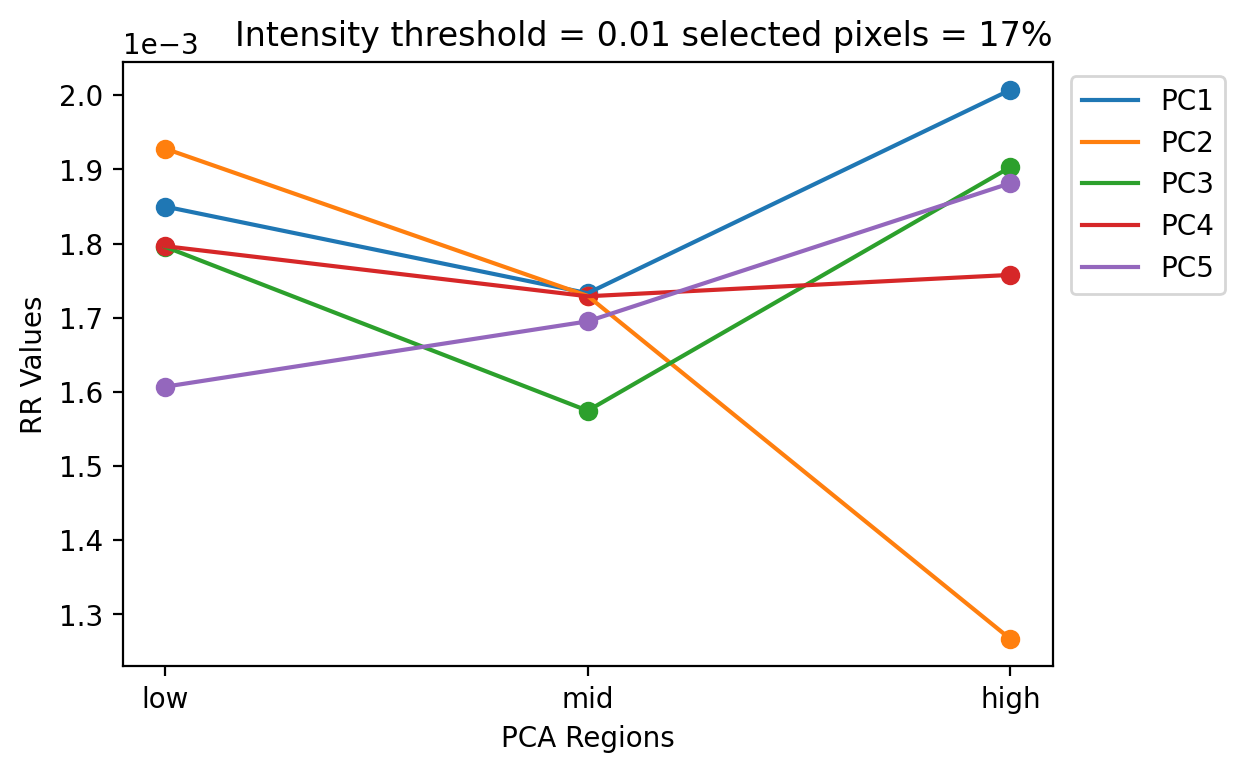 Intensity threshold = 0.01 selected pixels = 17%
1e−3
2.0
1.9
1.8
1.7
1.6
1.5
1.4
1.3
RR Values
low
mid
high
PCA Regions
PC1
PC2
PC3
PC4
PC5